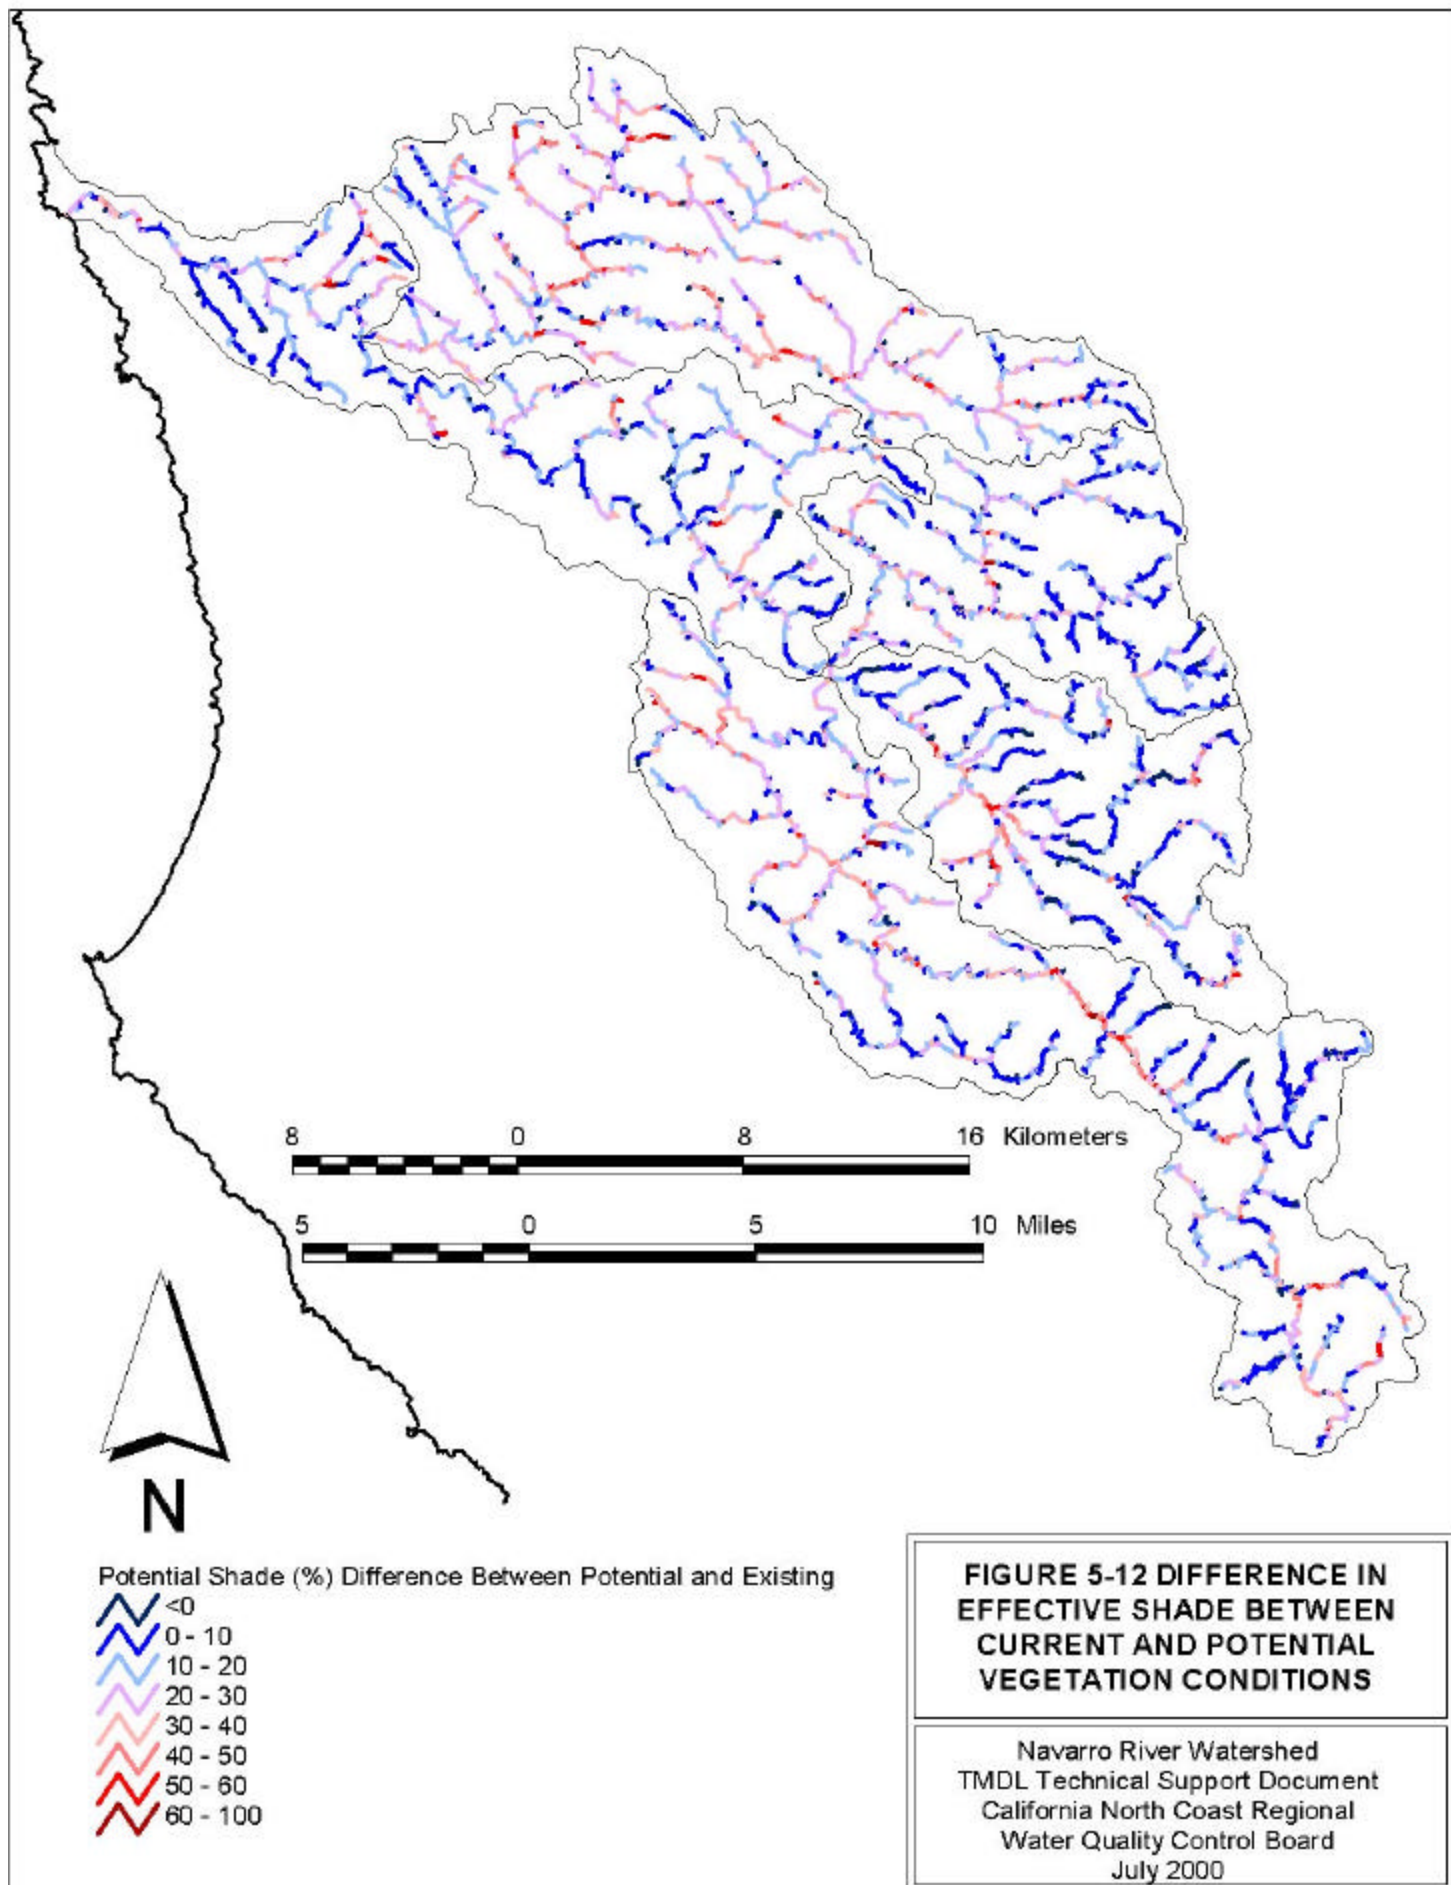 8 0 8 16 Kilometers
5 0 5 10 Miles
N
Potential Shade (%) Difference Between Potential and Existing
<0
0 - 10
10 - 20
20 - 30
30 - 40
40 - 50
50 - 60
60 - 100
FIGURE 5-12 DIFFERENCE IN
EFFECTIVE SHADE BETWEEN
CURRENT AND POTENTIAL
VEGETATION CONDITIONS
Navarro River Watershed
TMDL Technical Support Document
California North Coast Regional
Water Quality Control Board
July 2000